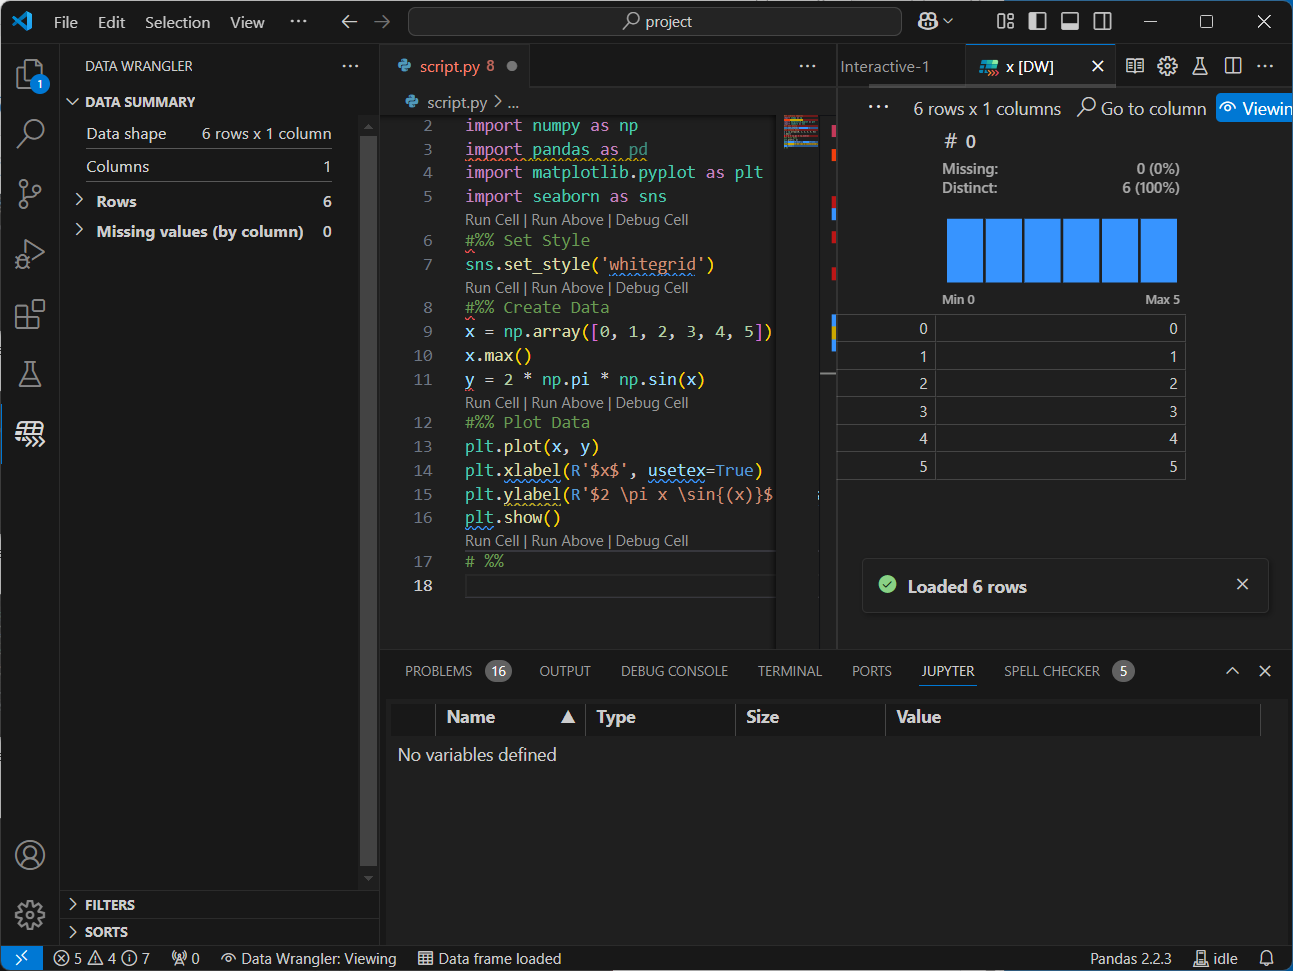 File Edit Selection View ··· project
DATA WRANGLER ···
script.py 8
···
Interactive-1
x [DW]
···
1
DATA SUMMARY
Data shape 6 rows x 1 column
Columns 1
Rows 6
Missing values (by column) 0
FILTERS
SORTS
script.py > ...
2 import numpy as np
3 import pandas as pd
4 import matplotlib.pyplot as plt
5 import seaborn as sns
Run Cell | Run Above | Debug Cell
6 #%% Set Style
7 sns.set_style('whitegrid')
Run Cell | Run Above | Debug Cell
8 #%% Create Data
9 x = np.array([0, 1, 2, 3, 4, 5])
10 x.max()
11 y = 2 * np.pi * np.sin(x)
Run Cell | Run Above | Debug Cell
12 #%% Plot Data
13 plt.plot(x, y)
14 plt.xlabel(R'$x$', usetex=True)
15 plt.ylabel(R'$2 \pi x \sin{(x)}$
16 plt.show()
Run Cell | Run Above | Debug Cell
17 # %%
18
··· 6 rows x 1 columns Go to column Viewin
# 0
Missing: 0 (0%)
Distinct: 6 (100%)
Min 0 Max 5
0 0
1 1
2 2
3 3
4 4
5 5
Loaded 6 rows
PROBLEMS 16 OUTPUT DEBUG CONSOLE TERMINAL PORTS JUPYTER SPELL CHECKER 5
Name ▲ Type Size Value
No variables defined
5 4 7 0 Data Wrangler: Viewing Data frame loaded Pandas 2.2.3 idle